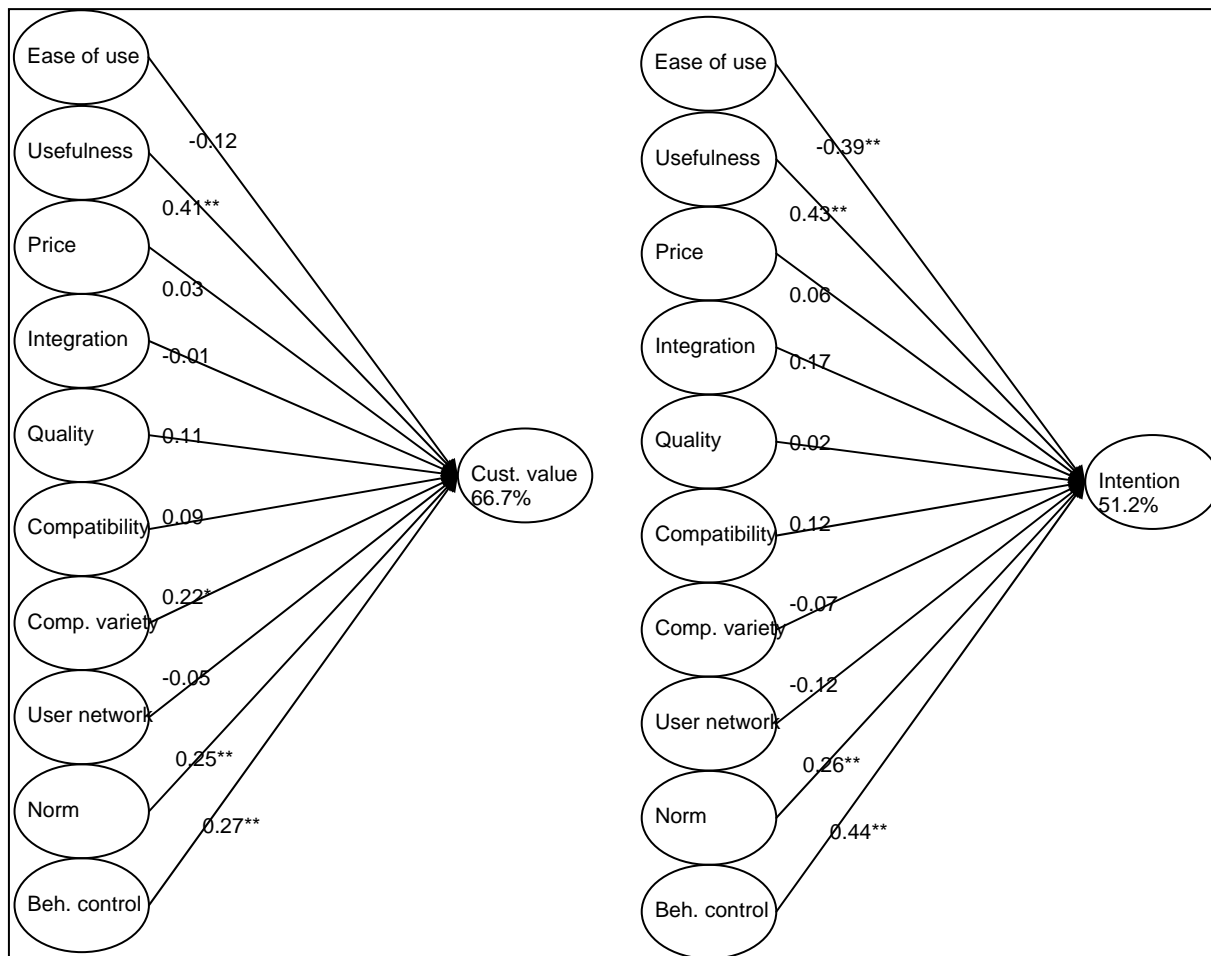 Ease of use
-0.12
Usefulness
0.41**
Price
0.03
Integration
-0.01
Quality
0.11
Compatibility
0.09
Comp. variety
0.22*
User network
-0.05
Norm
0.25**
Beh. control
0.27**
Cust. value
66.7%
Ease of use
-0.39**
Usefulness
0.43**
Price
0.06
Integration
0.17
Quality
0.02
Compatibility
0.12
Comp. variety
-0.07
User network
-0.12
Norm
0.26**
Beh. control
0.44**
Intention
51.2%